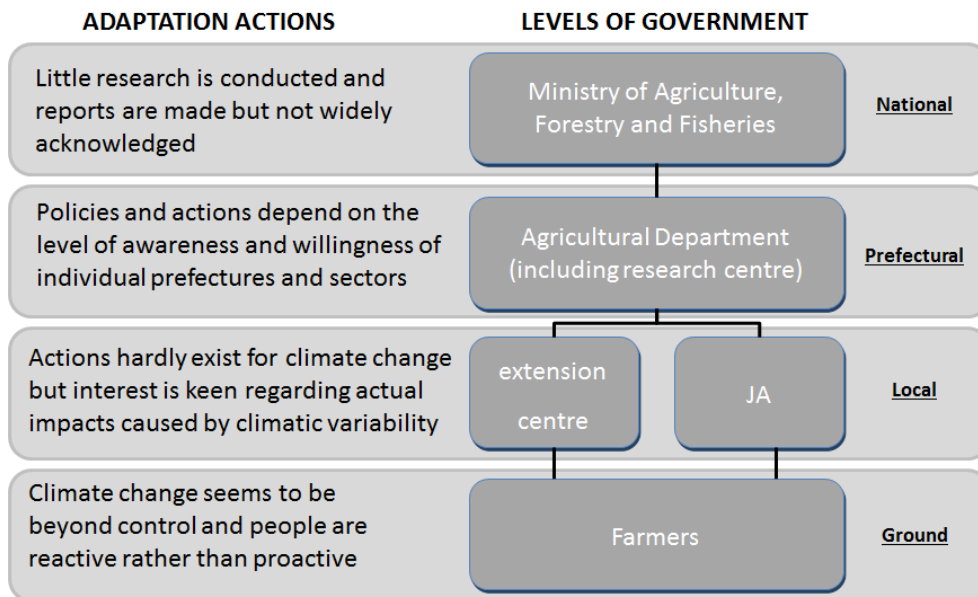 ADAPTATION ACTIONS
LEVELS OF GOVERNMENT
Little research is conducted and
reports are made but not widely
acknowledged
Ministry of Agriculture,
Forestry and Fisheries
National
Policies and actions depend on the
level of awareness and willingness of
individual prefectures and sectors
Agricultural Department
(including research centre)
Prefectural
Actions hardly exist for climate change
but interest is keen regarding actual
impacts caused by climatic variability
extension
centre
JA
Local
Climate change seems to be
beyond control and people are
reactive rather than proactive
Farmers
Ground